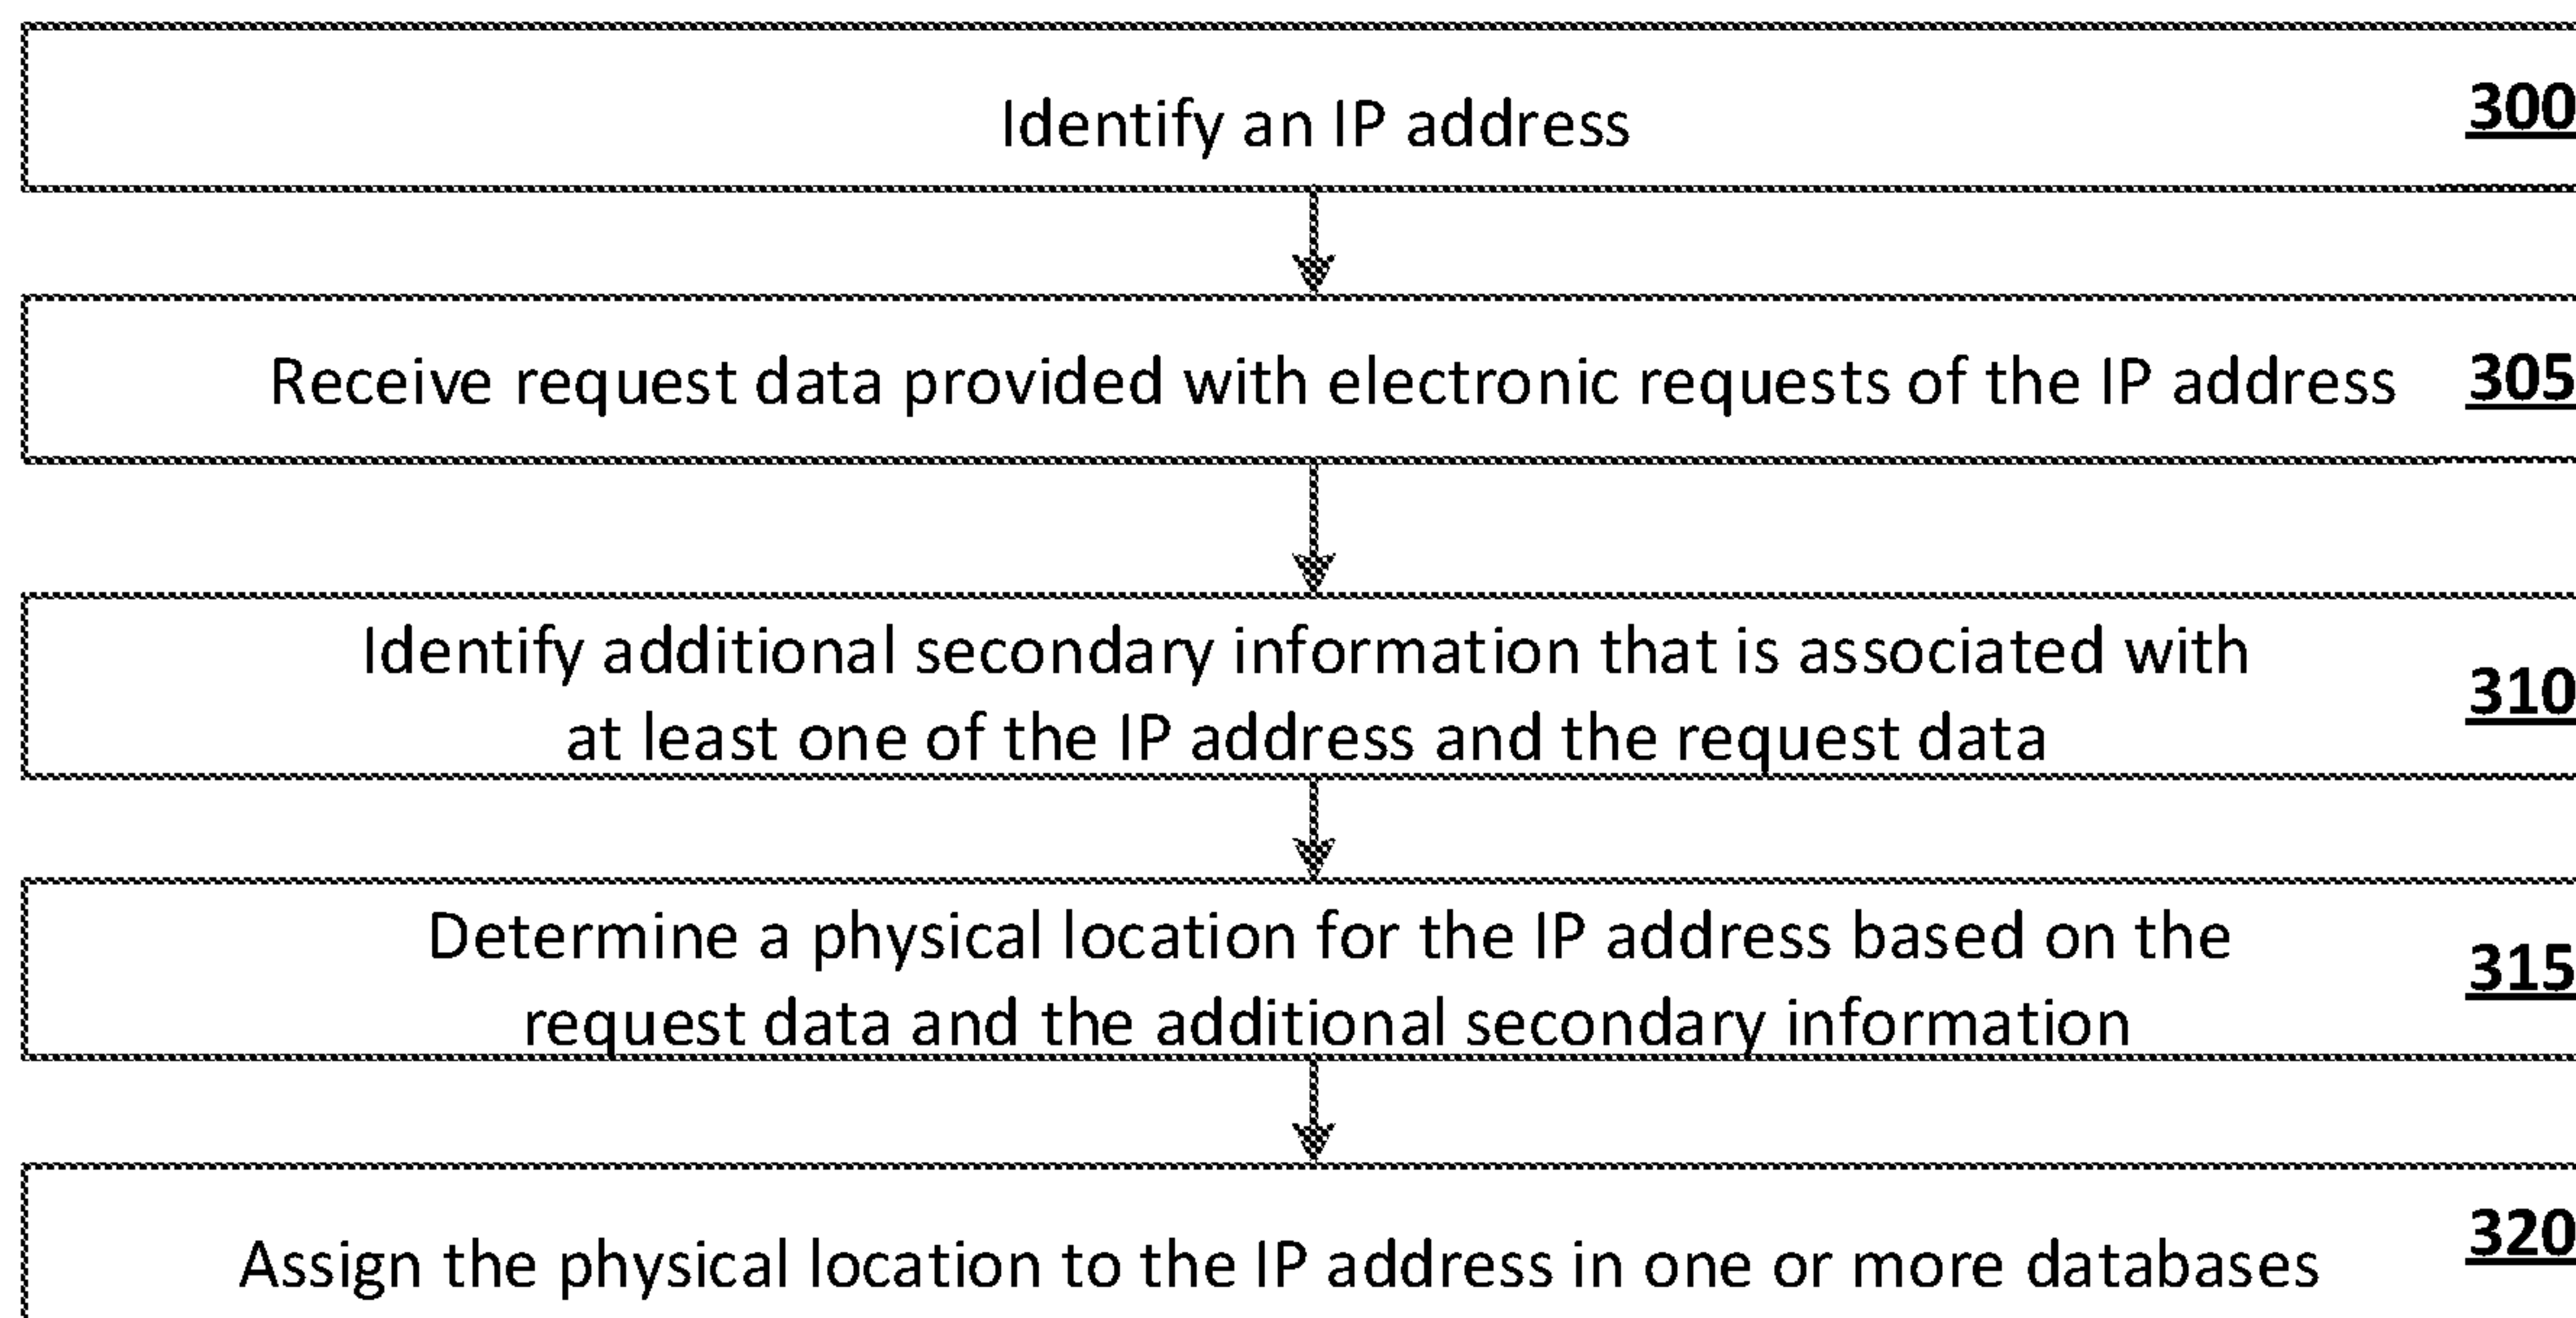 Identify an IP address 300
Receive request data provided with electronic requests of the IP address 305
Identify additional secondary information that is associated with
at least one of the IP address and the request data 310
Determine a physical location for the IP address based on the
request data and the additional secondary information 315
Assign the physical location to the IP address in one or more databases 320